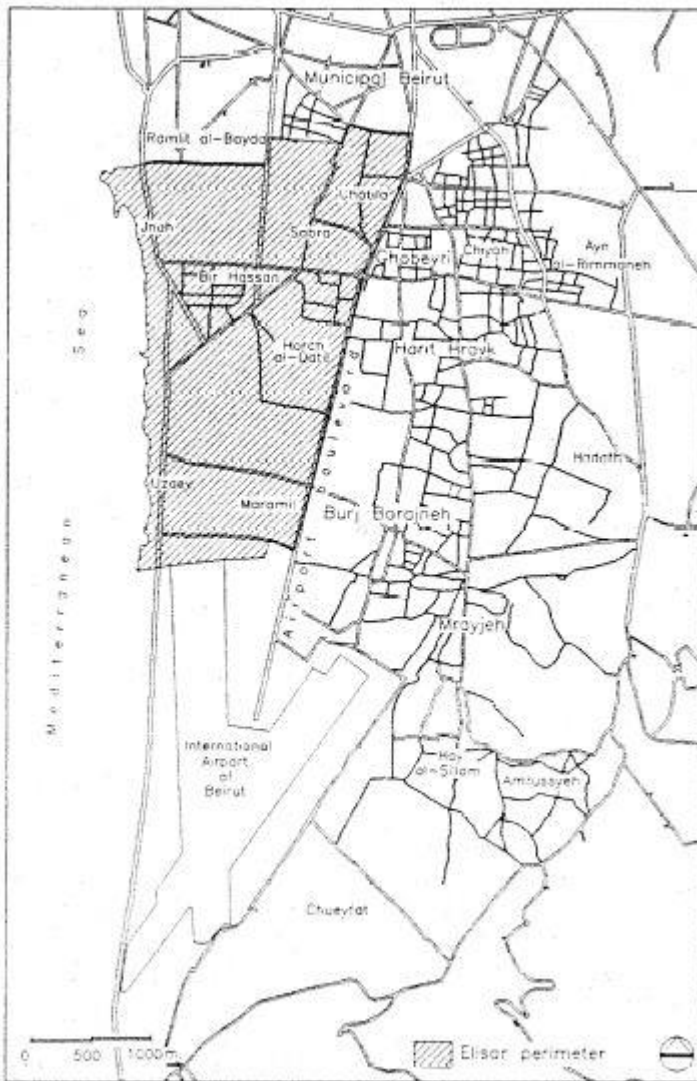 Municipal Beirut
Ramlit al-Bayda
Chatila
Jnah
Sabra
Ghobeyri
Chiyah
Ayn
al-Rimmaneh
Bir Hassan
Horch
al-Qatil
Harit Hrayk
Sea
Hadath
Airport boulevard
Uzaey
Maramil
Burj Barajneh
Mediterranean
Mrayjeh
International
Airport
of
Beirut
Hay
al-Sillom
Amrussyeh
Chueyfat
0 500 1000m.
Elisar perimeter